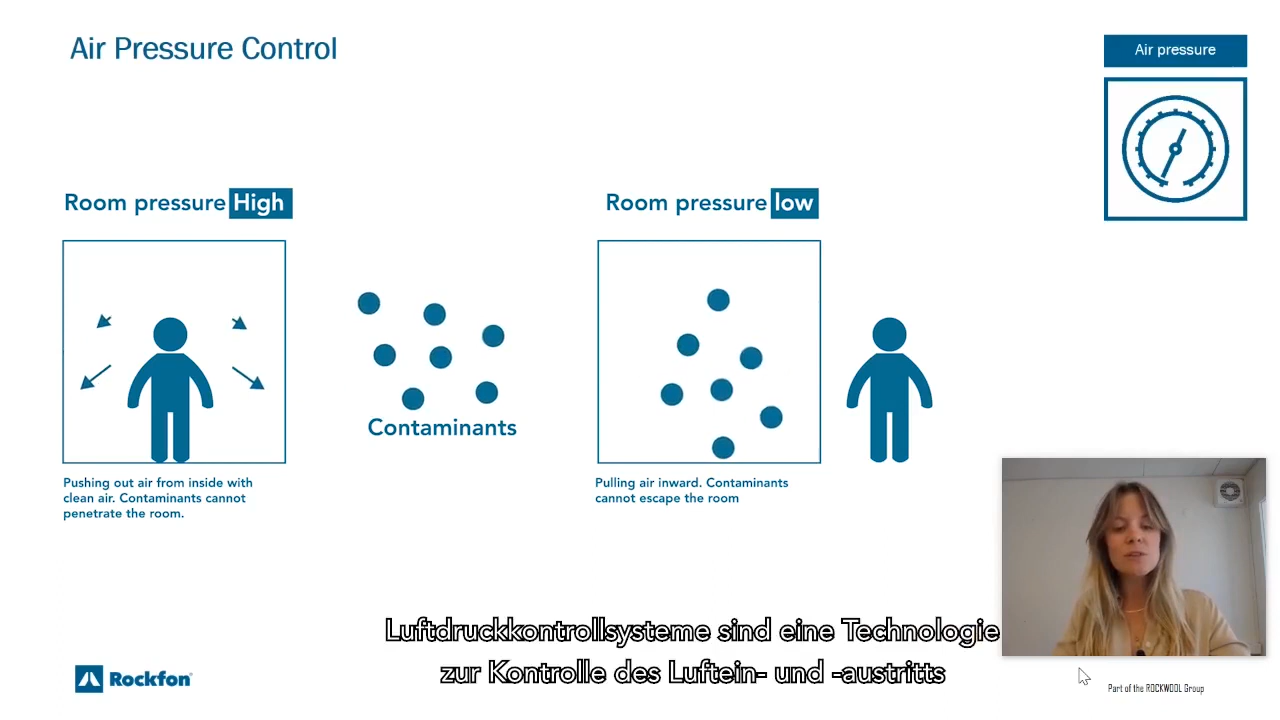 Air Pressure Control
Air pressure
Room pressure High
Room pressure low
Contaminants
Pushing out air from inside with
clean air. Contaminants cannot
penetrate the room.
Pulling air inward. Contaminants
cannot escape the room
Luftdruckkontrollsysteme sind eine Technologie
zur Kontrolle des Luftein- und -austritts
Rockfon
Part of the ROCKWOOL Group